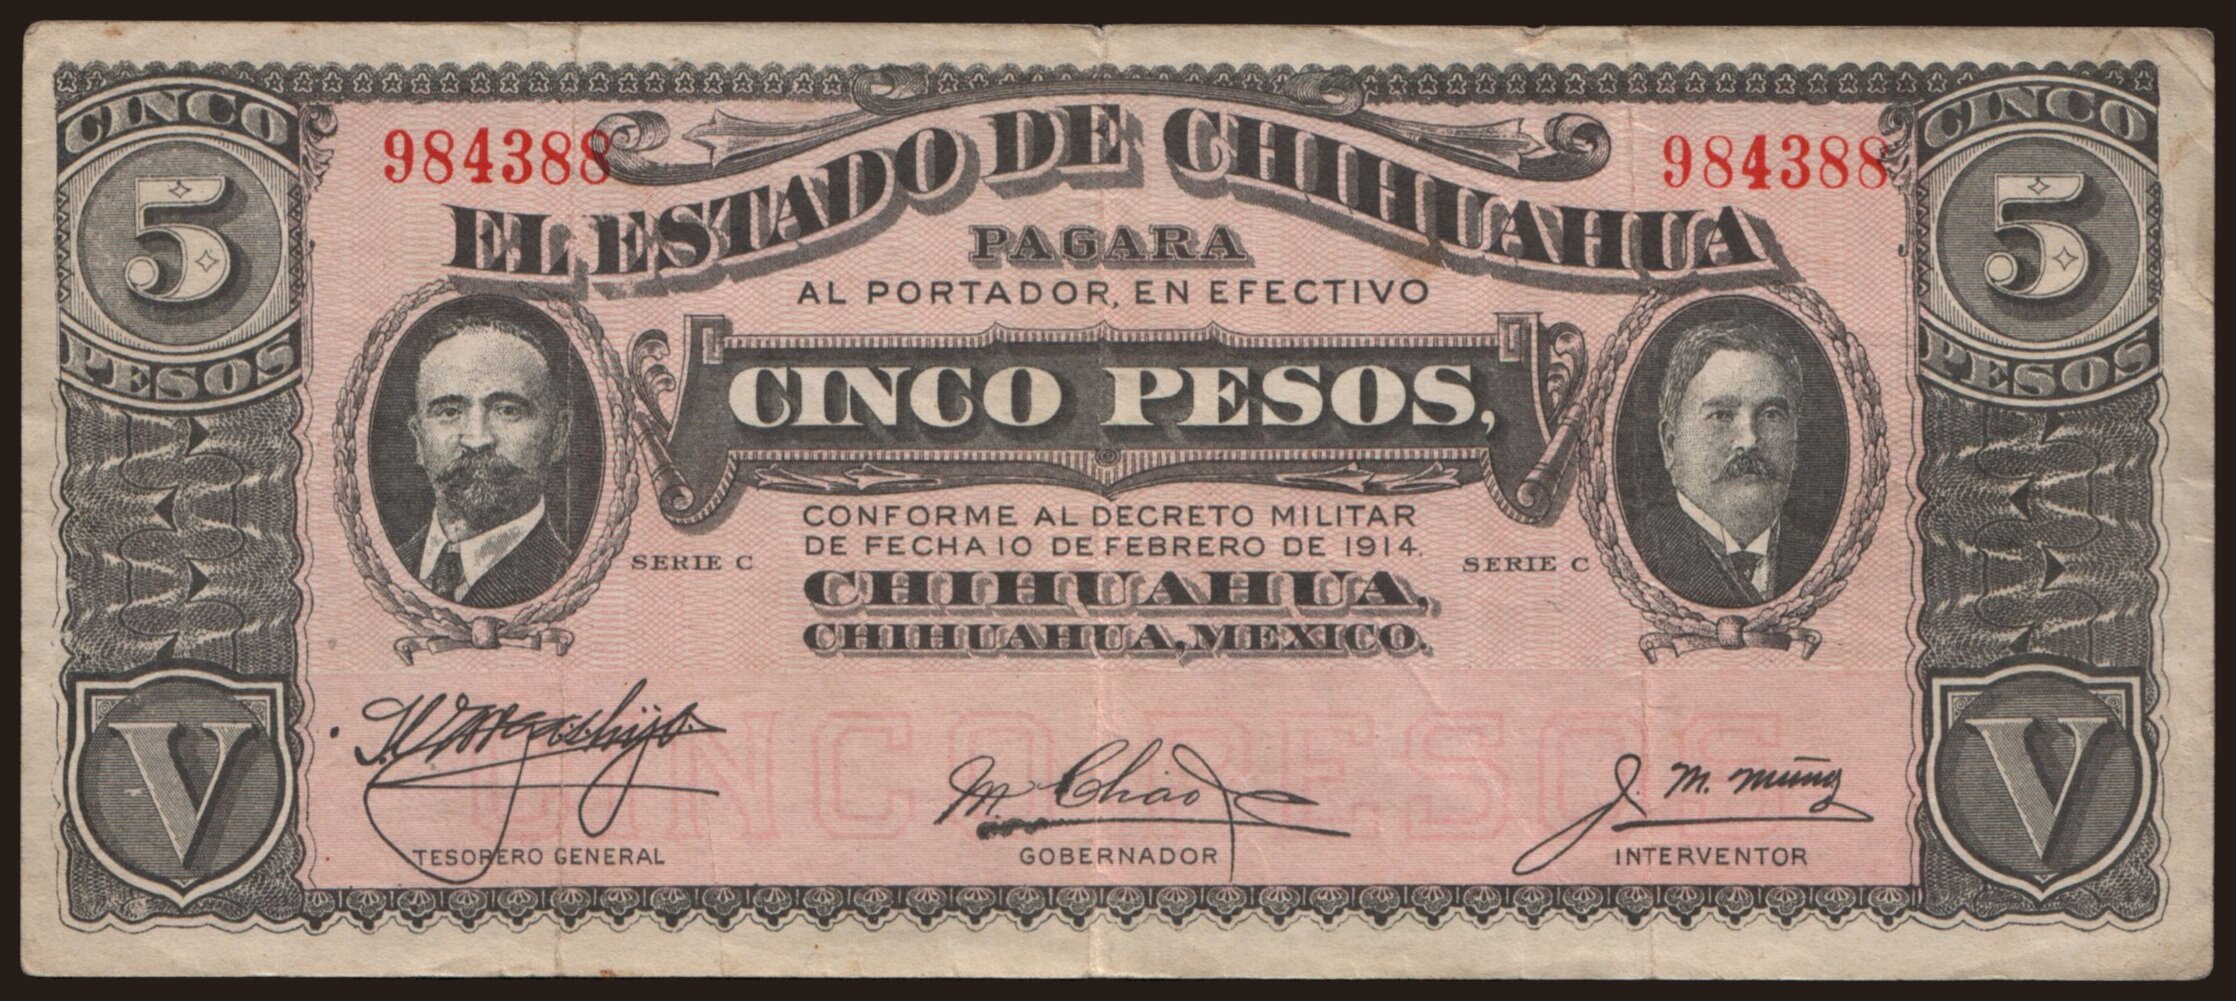 CINCO
5
PESOS
984388
EL ESTADO DE CHIHUAHUA
984388
CINCO
5
PESOS
PAGARA
AL PORTADOR, EN EFECTIVO
CINCO PESOS,
CONFORME AL DECRETO MILITAR
DE FECHA 10 DE FEBRERO DE 1914.
SERIE C
SERIE C
CHIHUAHUA,
CHIHUAHUA, MEXICO.
CINCO PESOS
V
V
M Chao
J. M. Muñoz
TESORERO GENERAL
GOBERNADOR
INTERVENTOR